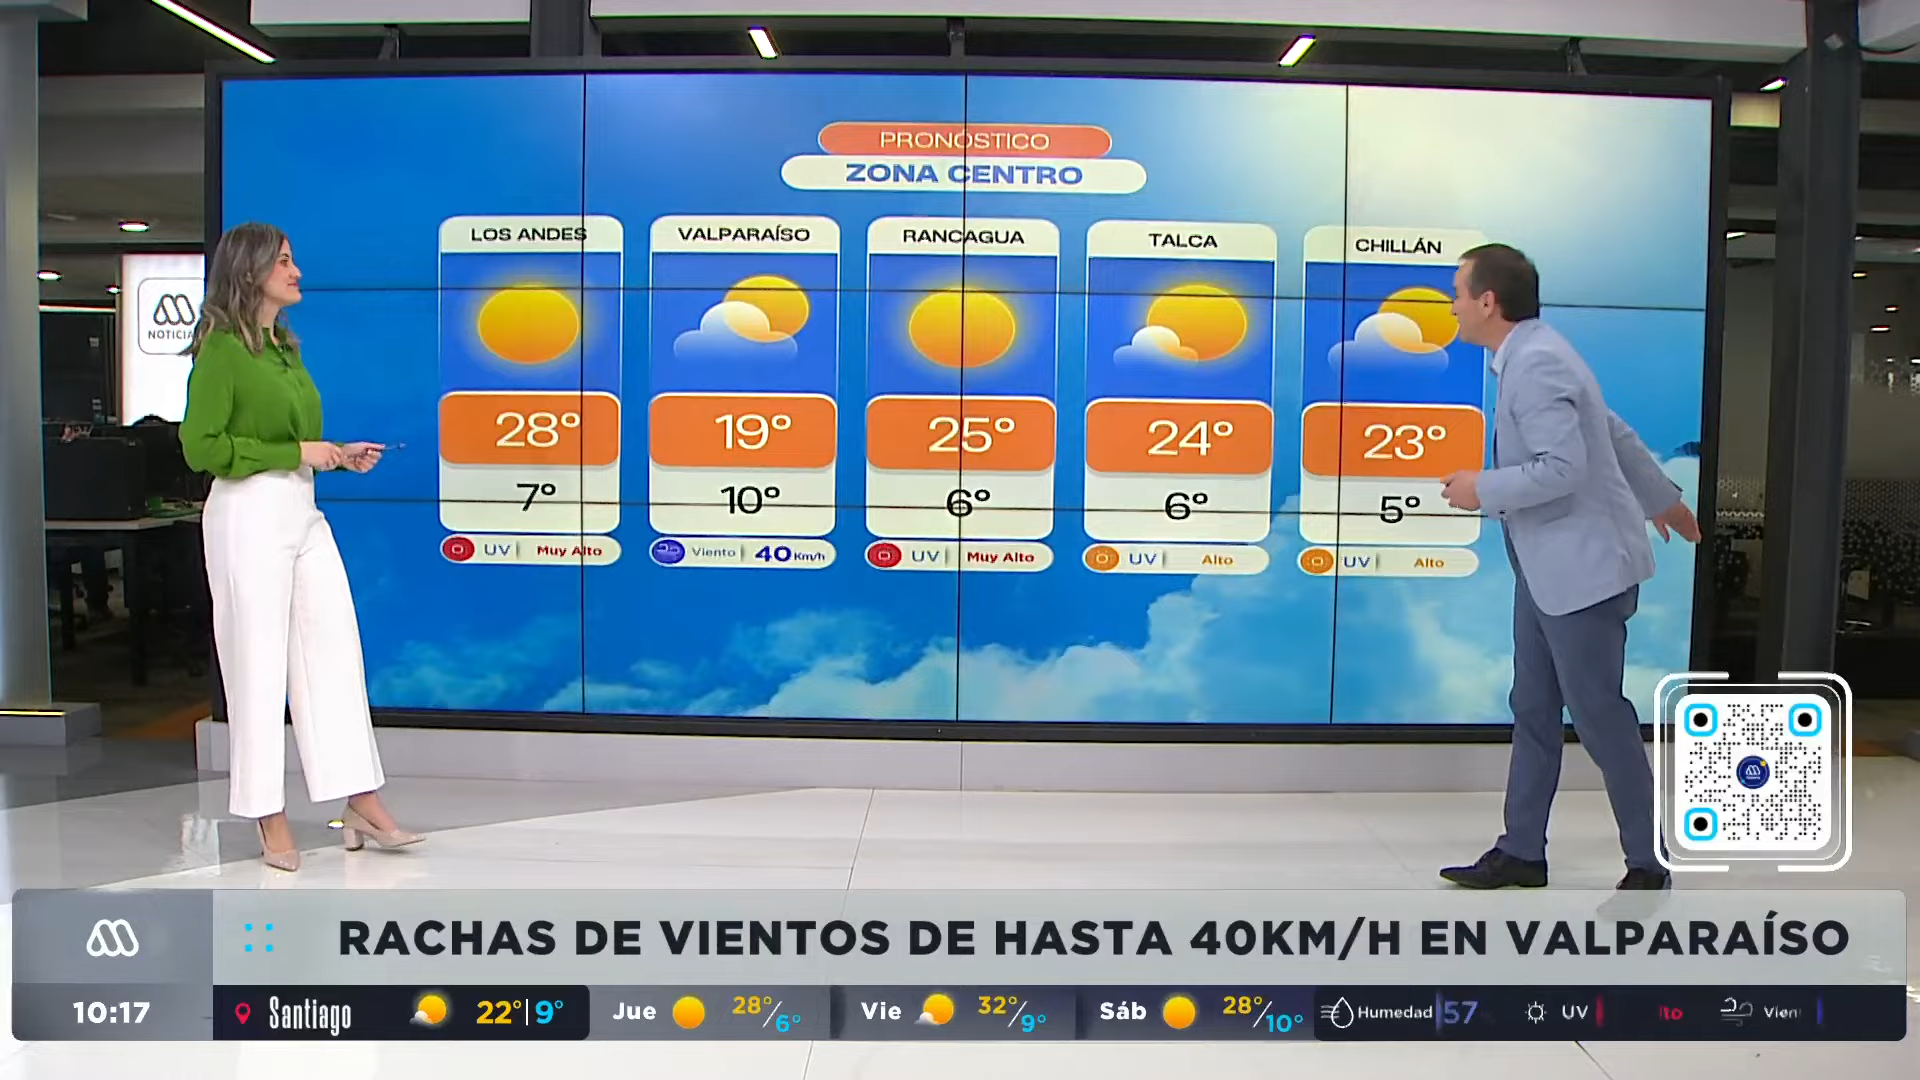 PRONÓSTICO
ZONA CENTRO
LOS ANDES
28°
7°
UV Muy Alto
VALPARAÍSO
19°
10°
Viento 40 Km/h
RANCAGUA
25°
6°
UV Muy Alto
TALCA
24°
6°
UV Alto
CHILLÁN
23°
5°
UV Alto
NOTICIA
RACHAS DE VIENTOS DE HASTA 40KM/H EN VALPARAÍSO
10:17
Santiago 22°|9°
Jue 28°/6°
Vie 32°/9°
Sáb 28°/10°
Humedad 57
UV